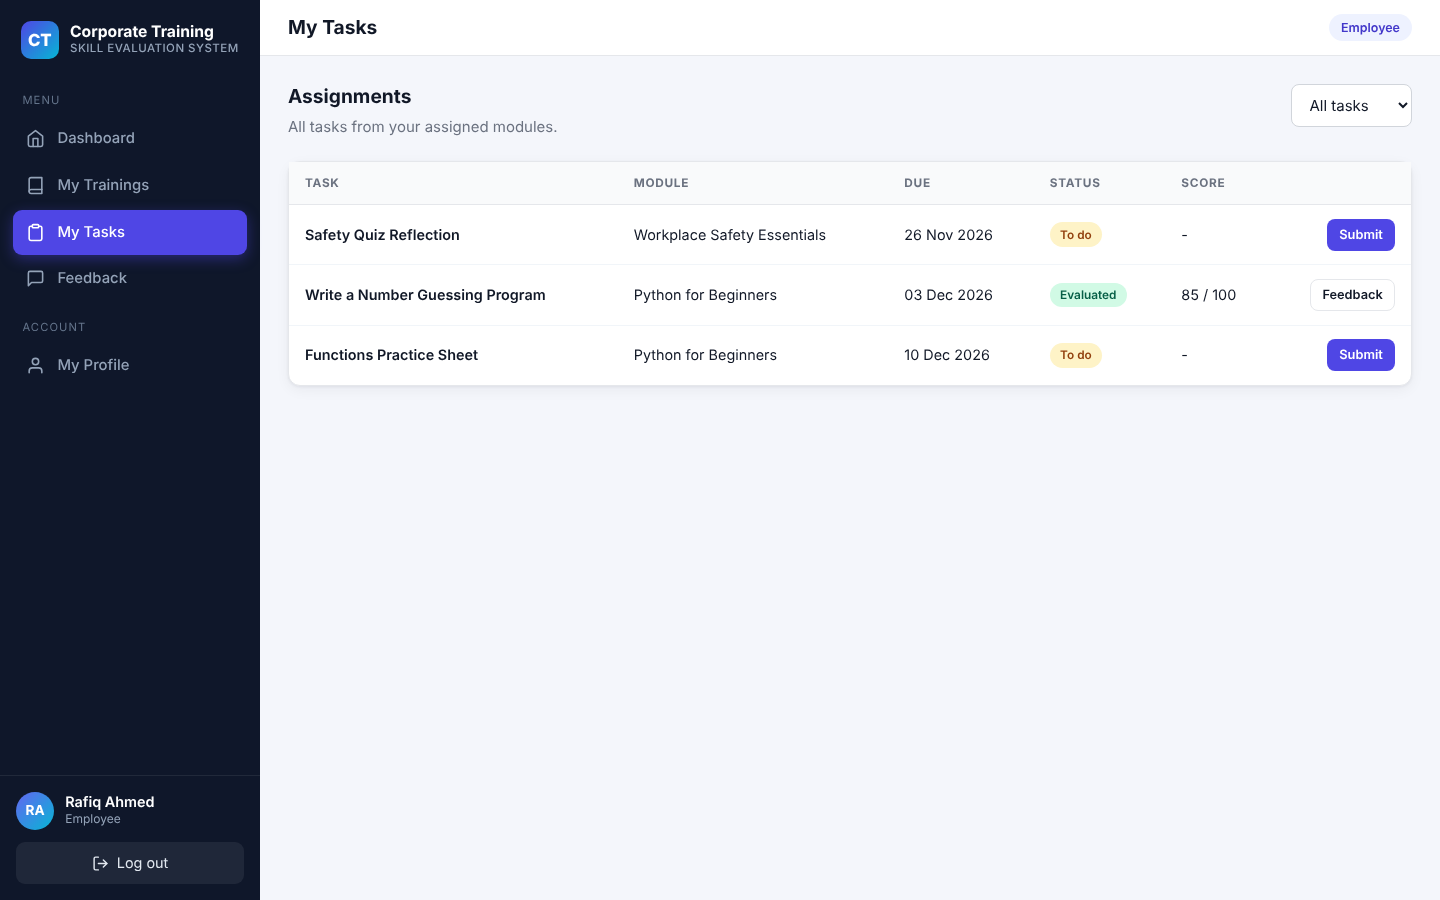 CT
Corporate Training
SKILL EVALUATION SYSTEM
MENU
Dashboard
My Trainings
My Tasks
Feedback
ACCOUNT
My Profile
RA
Rafiq Ahmed
Employee
Log out
My Tasks
Employee
Assignments
All tasks from your assigned modules.
All tasks
TASK MODULE DUE STATUS SCORE
Safety Quiz Reflection Workplace Safety Essentials 26 Nov 2026 To do - Submit
Write a Number Guessing Program Python for Beginners 03 Dec 2026 Evaluated 85 / 100 Feedback
Functions Practice Sheet Python for Beginners 10 Dec 2026 To do - Submit